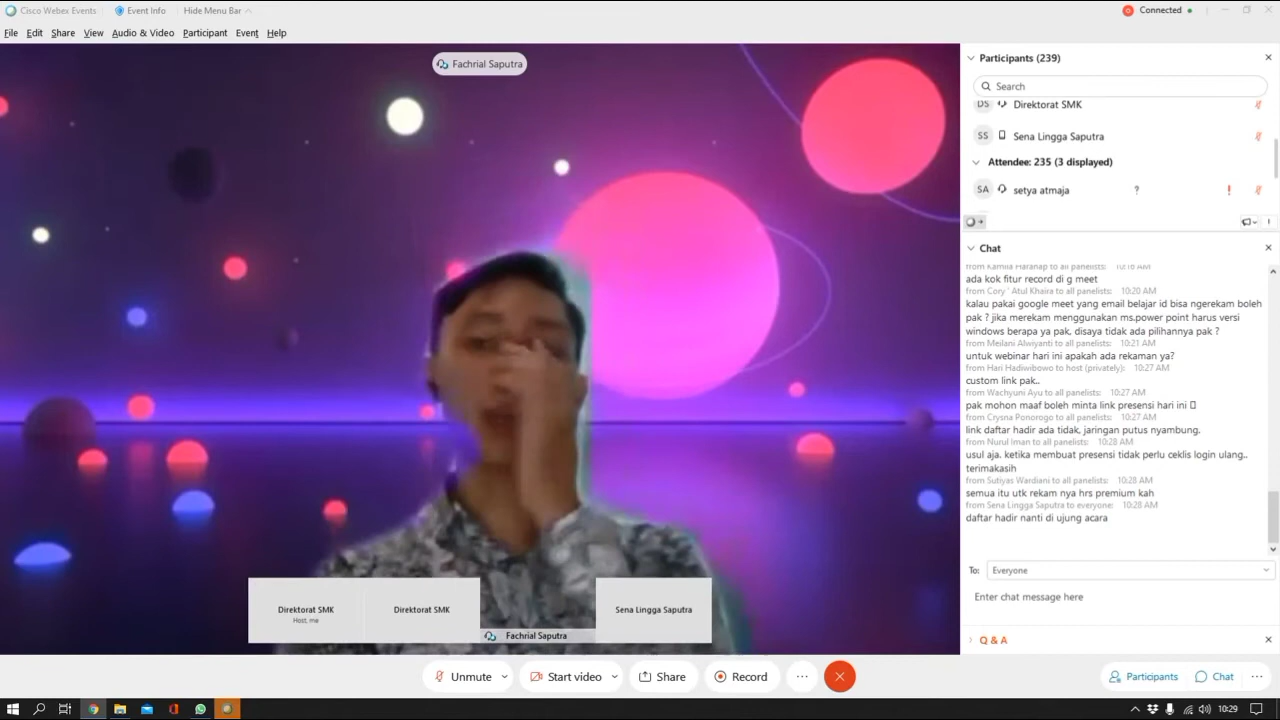 Cisco Webex Events
Event Info
Hide Menu Bar
Connected
File Edit Share View Audio & Video Participant Event Help
Fachrial Saputra
Participants (239)
Search
DS Direktorat SMK
SS Sena Lingga Saputra
Attendee: 235 (3 displayed)
SA setya atmaja ? !
Chat
from Kamila Haranap to all panelists: 10:16 AM
ada kok fitur record di g meet
from Cory ' Atul Khaira to all panelists: 10:20 AM
kalau pakai google meet yang email belajar id bisa ngerekam boleh
pak ? jika merekam menggunakan ms.power point harus versi
windows berapa ya pak. disaya tidak ada pilihannya pak ?
from Meilani Alwiyanti to all panelists: 10:21 AM
untuk webinar hari ini apakah ada rekaman ya?
from Hari Hadiwibowo to host (privately): 10:27 AM
custom link pak..
from Wachyuni Ayu to all panelists: 10:27 AM
pak mohon maaf boleh minta link presensi hari ini
from Crysna Ponorogo to all panelists: 10:27 AM
link daftar hadir ada tidak, jaringan putus nyambung.
from Nurul Iman to all panelists: 10:28 AM
usul aja. ketika membuat presensi tidak perlu ceklis login ulang..
terimakasih
from Sutiyas Wardiani to all panelists: 10:28 AM
semua itu utk rekam nya hrs premium kah
from Sena Lingga Saputra to everyone: 10:28 AM
daftar hadir nanti di ujung acara
To: Everyone
Enter chat message here
Q & A
Direktorat SMK
Host, me
Direktorat SMK
Fachrial Saputra
Sena Lingga Saputra
Unmute
Start video
Share
Record
Participants
Chat
10:29